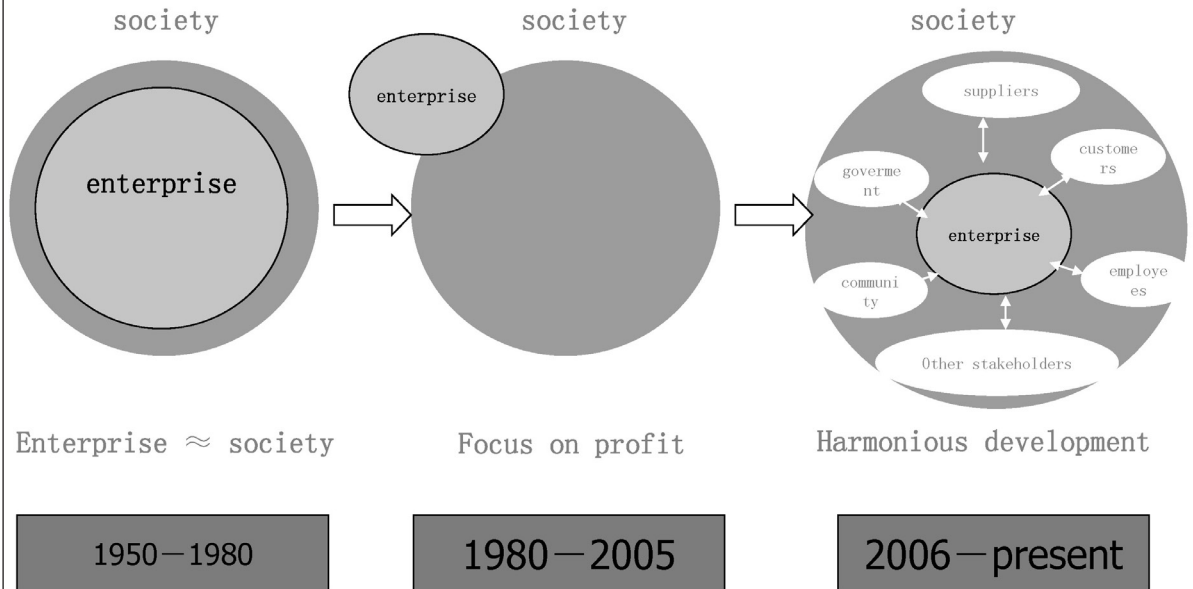 society
society
society
enterprise
enterprise
suppliers
custome
rs
goverme
nt
enterprise
communi
ty
employe
es
Other stakeholders
Enterprise ≈ society
Focus on profit
Harmonious development
1950－1980
1980－2005
2006－present